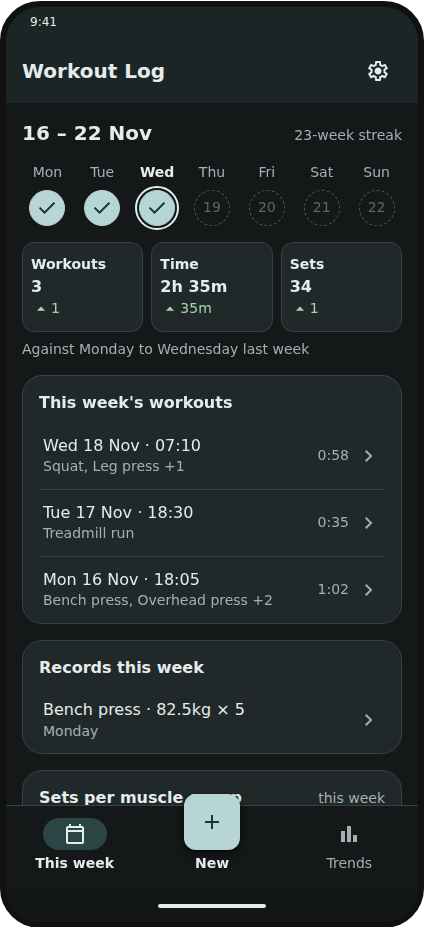 9:41
Workout Log
16 – 22 Nov
23-week streak
Mon Tue Wed Thu Fri Sat Sun
19 20 21 22
Workouts
3
1
Time
2h 35m
35m
Sets
34
1
Against Monday to Wednesday last week
This week's workouts
Wed 18 Nov · 07:10
Squat, Leg press +1
0:58
Tue 17 Nov · 18:30
Treadmill run
0:35
Mon 16 Nov · 18:05
Bench press, Overhead press +2
1:02
Records this week
Bench press · 82.5kg × 5
Monday
Sets per muscle
this week
This week
New
Trends